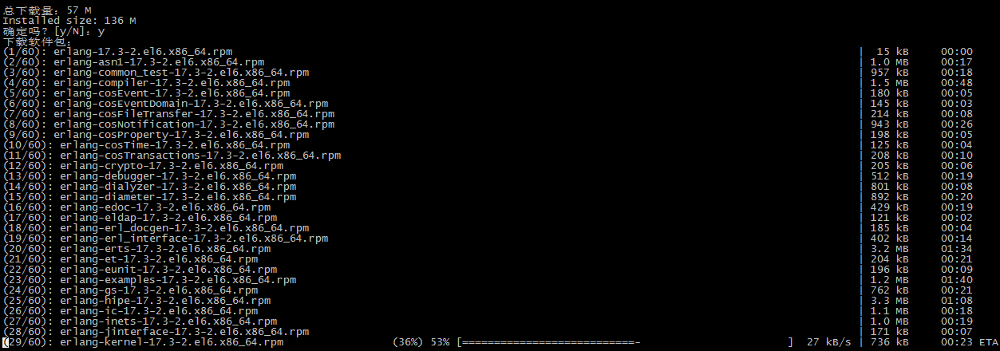 总下载量：57 M
Installed size: 136 M
确定吗？[y/N]：y
下载软件包：
(1/60): erlang-17.3-2.el6.x86_64.rpm | 15 kB 00:00
(2/60): erlang-asn1-17.3-2.el6.x86_64.rpm | 1.0 MB 00:17
(3/60): erlang-common_test-17.3-2.el6.x86_64.rpm | 957 kB 00:18
(4/60): erlang-compiler-17.3-2.el6.x86_64.rpm | 1.5 MB 00:48
(5/60): erlang-cosEvent-17.3-2.el6.x86_64.rpm | 180 kB 00:05
(6/60): erlang-cosEventDomain-17.3-2.el6.x86_64.rpm | 145 kB 00:03
(7/60): erlang-cosFileTransfer-17.3-2.el6.x86_64.rpm | 214 kB 00:08
(8/60): erlang-cosNotification-17.3-2.el6.x86_64.rpm | 943 kB 00:26
(9/60): erlang-cosProperty-17.3-2.el6.x86_64.rpm | 198 kB 00:05
(10/60): erlang-cosTime-17.3-2.el6.x86_64.rpm | 125 kB 00:04
(11/60): erlang-cosTransactions-17.3-2.el6.x86_64.rpm | 208 kB 00:10
(12/60): erlang-crypto-17.3-2.el6.x86_64.rpm | 205 kB 00:06
(13/60): erlang-debugger-17.3-2.el6.x86_64.rpm | 512 kB 00:19
(14/60): erlang-dialyzer-17.3-2.el6.x86_64.rpm | 801 kB 00:08
(15/60): erlang-diameter-17.3-2.el6.x86_64.rpm | 892 kB 00:20
(16/60): erlang-edoc-17.3-2.el6.x86_64.rpm | 429 kB 00:19
(17/60): erlang-eldap-17.3-2.el6.x86_64.rpm | 121 kB 00:02
(18/60): erlang-erl_docgen-17.3-2.el6.x86_64.rpm | 185 kB 00:04
(19/60): erlang-erl_interface-17.3-2.el6.x86_64.rpm | 402 kB 00:14
(20/60): erlang-erts-17.3-2.el6.x86_64.rpm | 3.2 MB 01:34
(21/60): erlang-et-17.3-2.el6.x86_64.rpm | 204 kB 00:21
(22/60): erlang-eunit-17.3-2.el6.x86_64.rpm | 196 kB 00:09
(23/60): erlang-examples-17.3-2.el6.x86_64.rpm | 1.2 MB 01:40
(24/60): erlang-gs-17.3-2.el6.x86_64.rpm | 762 kB 00:21
(25/60): erlang-hipe-17.3-2.el6.x86_64.rpm | 3.3 MB 01:08
(26/60): erlang-ic-17.3-2.el6.x86_64.rpm | 1.1 MB 00:18
(27/60): erlang-inets-17.3-2.el6.x86_64.rpm | 1.0 MB 00:19
(28/60): erlang-jinterface-17.3-2.el6.x86_64.rpm | 171 kB 00:07
(29/60): erlang-kernel-17.3-2.el6.x86_64.rpm (36%) 53% [===========================- ] 27 kB/s | 736 kB 00:23 ETA